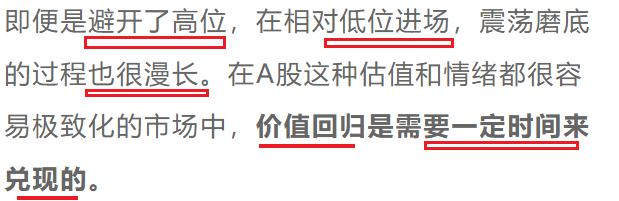 即便是避开了高位，在相对低位进场，震荡磨底
的过程也很漫长。在A股这种估值和情绪都很容
易极致化的市场中，价值回归是需要一定时间来
兑现的。